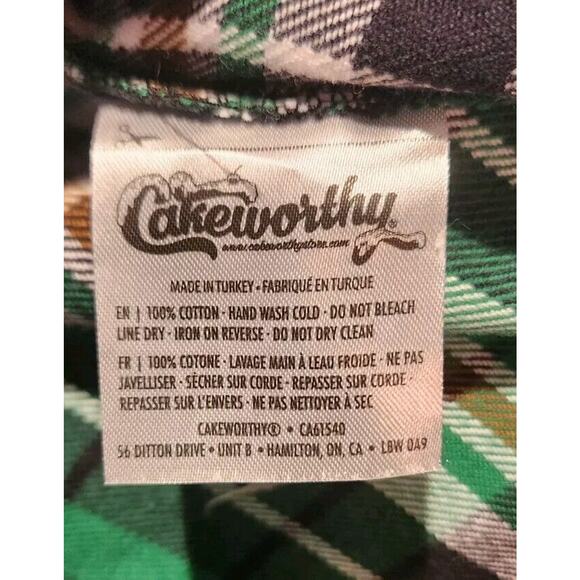 Cakeworthy®
www.cakeworthystore.com
MADE IN TURKEY • FABRIQUÉ EN TURQUE
EN | 100% COTTON · HAND WASH COLD · DO NOT BLEACH
LINE DRY · IRON ON REVERSE · DO NOT DRY CLEAN
FR | 100% COTONE · LAVAGE MAIN À LEAU FROIDE · NE PAS
JAVELLISER · SÈCHER SUR CORDE · REPASSER SUR CORDE ·
REPASSER SUR L'ENVERS · NE PAS NETTOYER À SEC
CAKEWORTHY® • CA61540
56 DITTON DRIVE • UNIT B • HAMILTON, ON, CA • L8W 0A9